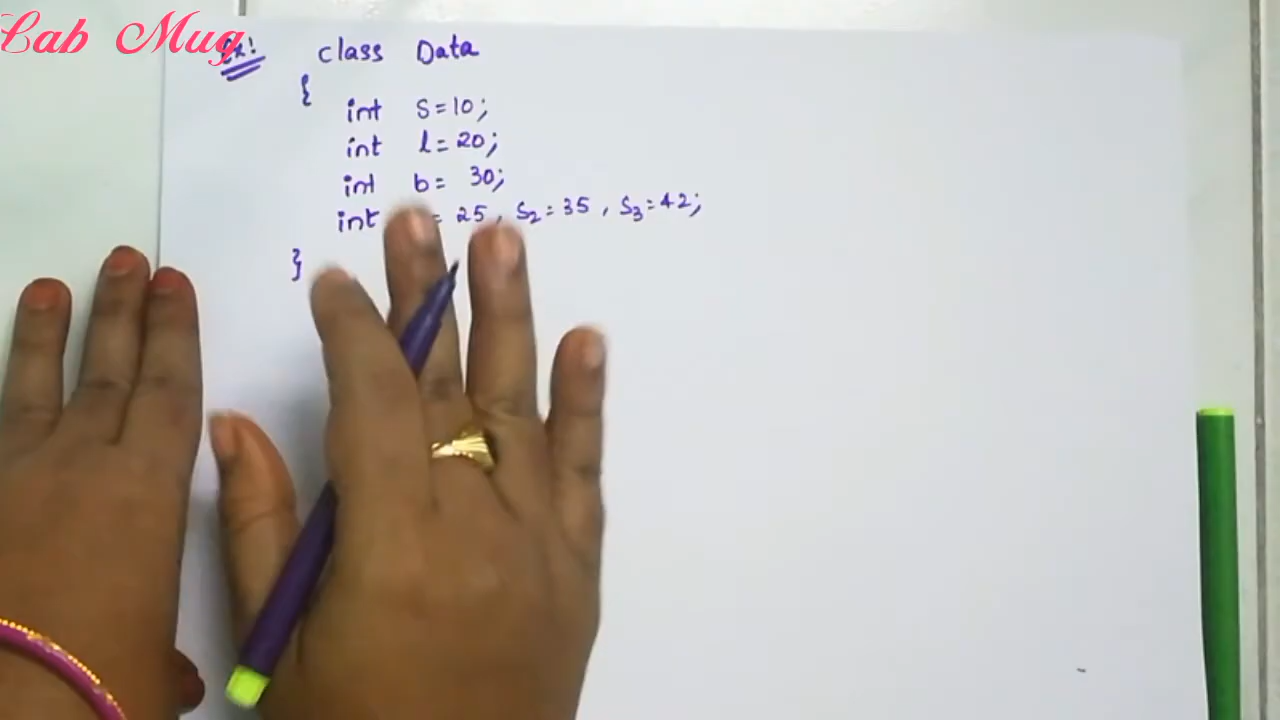 Lab Mug
Ex! class Data
{
int S=10;
int l=20;
int b= 30;
int = 25, S2=35, S3=42;
}